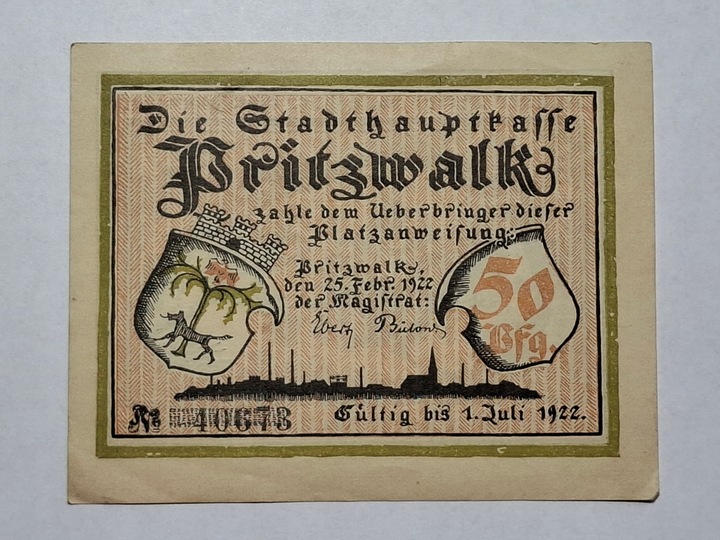 Die Stadthauptkasse
Pritzwalk
zahle dem Ueberbringer dieser
Platzanweisung:
Pritzwalk,
den 25. Febr. 1922
der Magistrat:
50
Pfg.
No 40673
Gültig bis 1. Juli 1922.